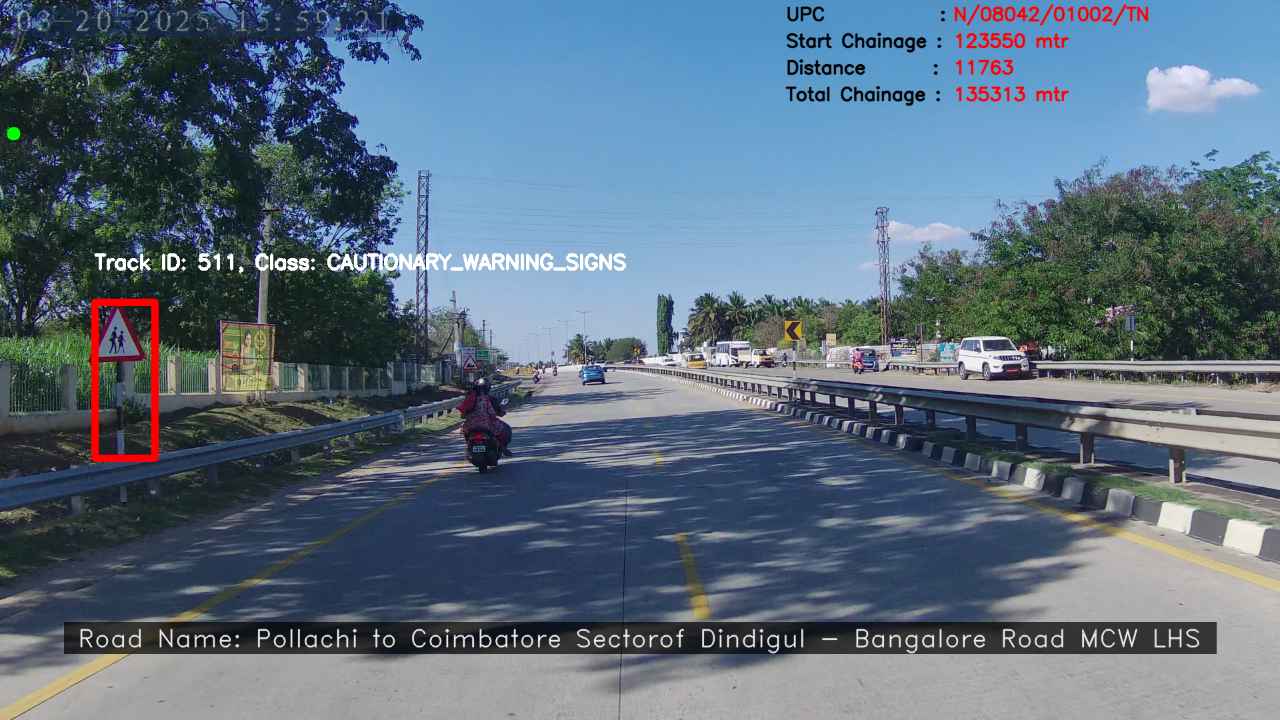 03-20-2025 15:59:21
UPC : N/08042/01002/TN
Start Chainage : 123550 mtr
Distance : 11763
Total Chainage : 135313 mtr
Track ID: 511, Class: CAUTIONARY_WARNING_SIGNS
Road Name: Pollachi to Coimbatore Sectorof Dindigul - Bangalore Road MCW LHS